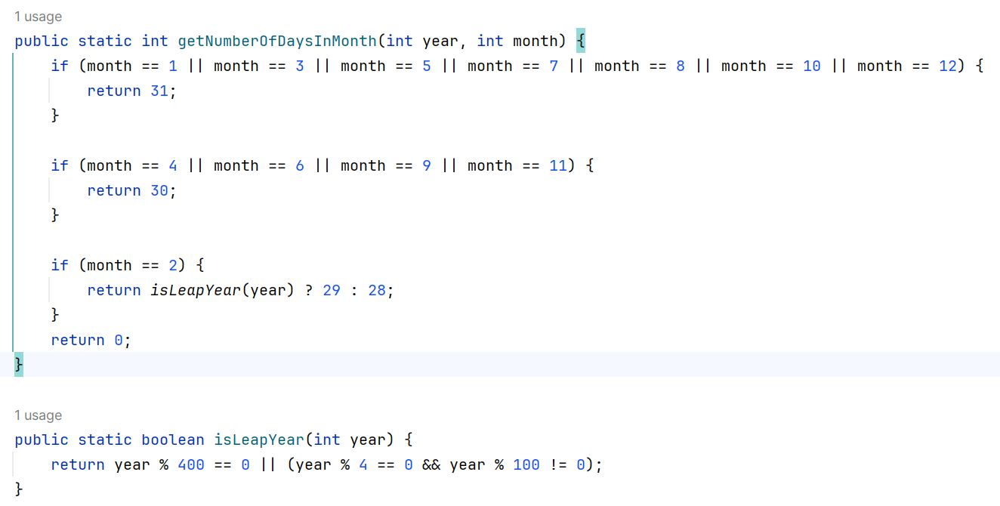 1 usage
public static int getNumberOfDaysInMonth(int year, int month) {
    if (month == 1 || month == 3 || month == 5 || month == 7 || month == 8 || month == 10 || month == 12) {
        return 31;
    }
    if (month == 4 || month == 6 || month == 9 || month == 11) {
        return 30;
    }
    if (month == 2) {
        return isLeapYear(year) ? 29 : 28;
    }
    return 0;
}
1 usage
public static boolean isLeapYear(int year) {
    return year % 400 == 0 || (year % 4 == 0 && year % 100 != 0);
}